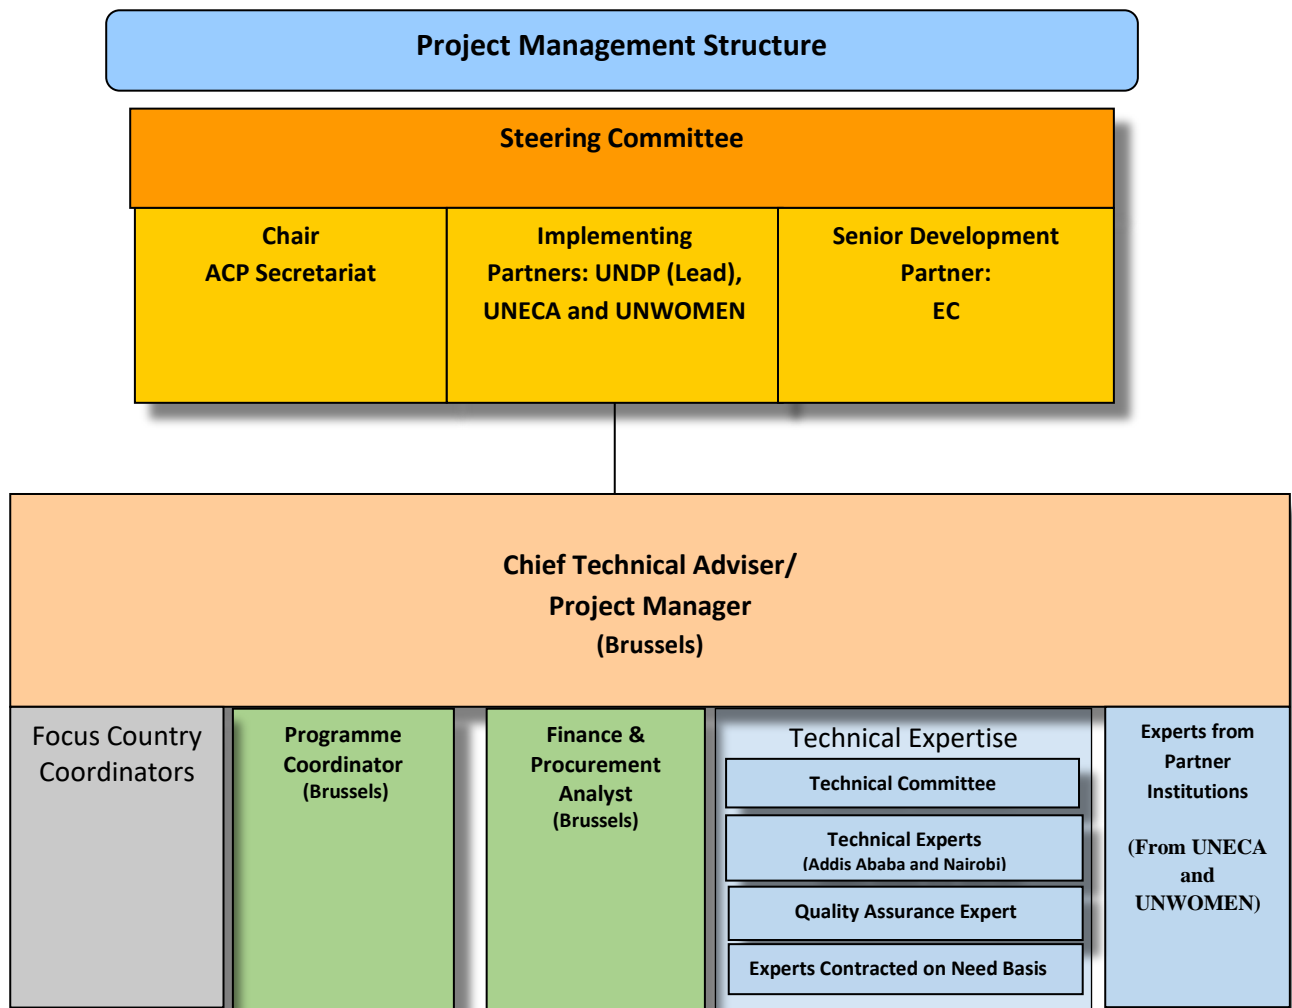 Project Management Structure
Steering Committee
Chair
ACP Secretariat
Implementing
Partners: UNDP (Lead),
UNECA and UNWOMEN
Senior Development
Partner:
EC
Chief Technical Adviser/
Project Manager
(Brussels)
Focus Country
Coordinators
Programme
Coordinator
(Brussels)
Finance &
Procurement
Analyst
(Brussels)
Technical Expertise
Technical Committee
Technical Experts
(Addis Ababa and Nairobi)
Quality Assurance Expert
Experts Contracted on Need Basis
Experts from
Partner
Institutions
(From UNECA
and
UNWOMEN)